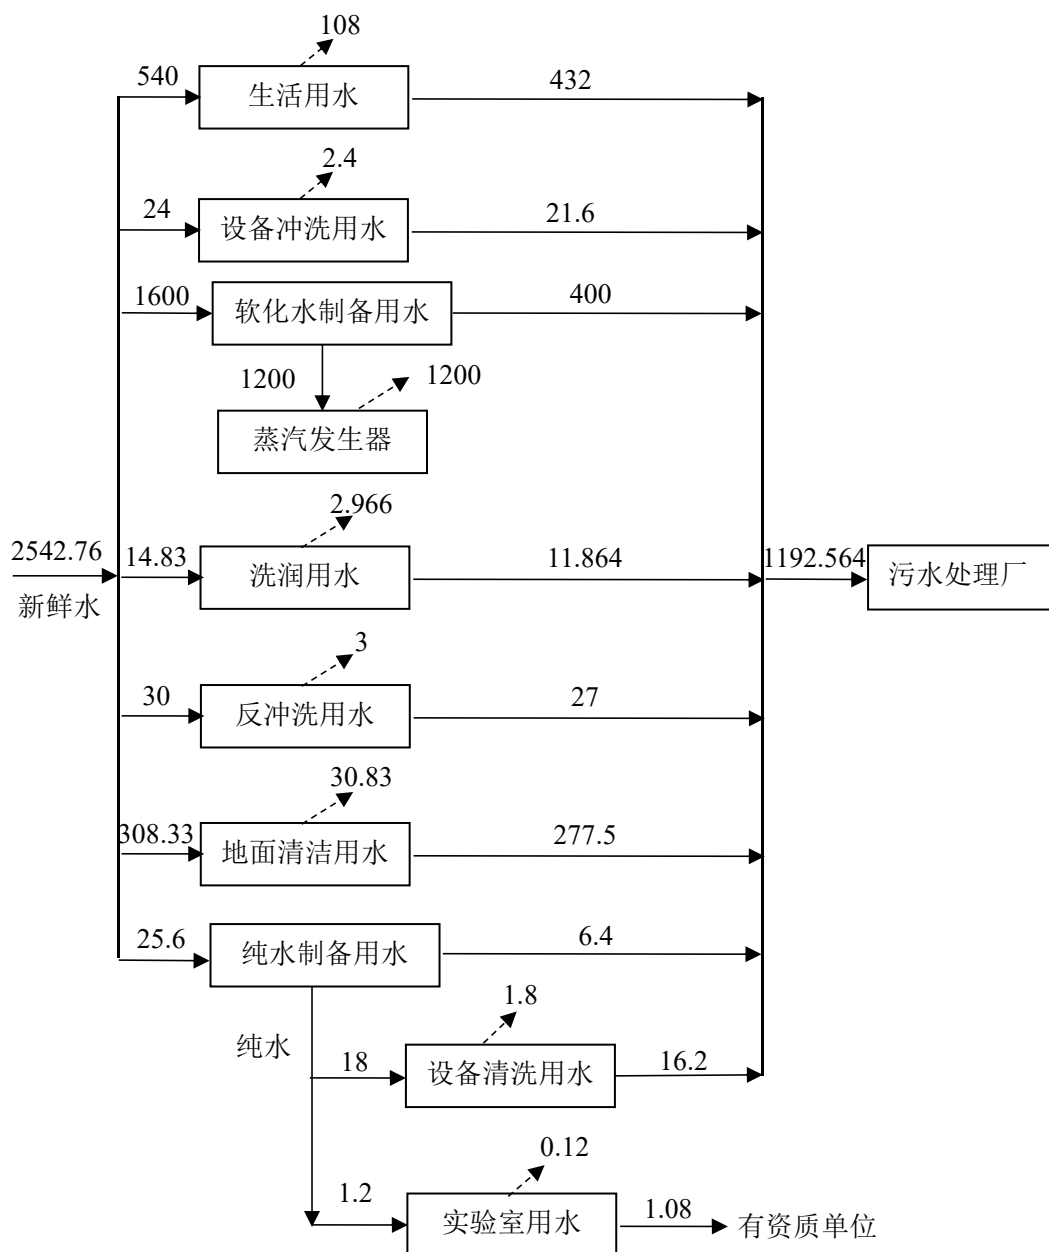 108
540
生活用水
432
2.4
24
设备冲洗用水
21.6
1600
软化水制备用水
400
1200
1200
蒸汽发生器
2.966
2542.76
14.83
洗润用水
11.864
1192.564
污水处理厂
新鲜水
3
30
反冲洗用水
27
30.83
308.33
地面清洁用水
277.5
25.6
纯水制备用水
6.4
1.8
纯水
18
设备清洗用水
16.2
0.12
1.2
实验室用水
1.08
有资质单位